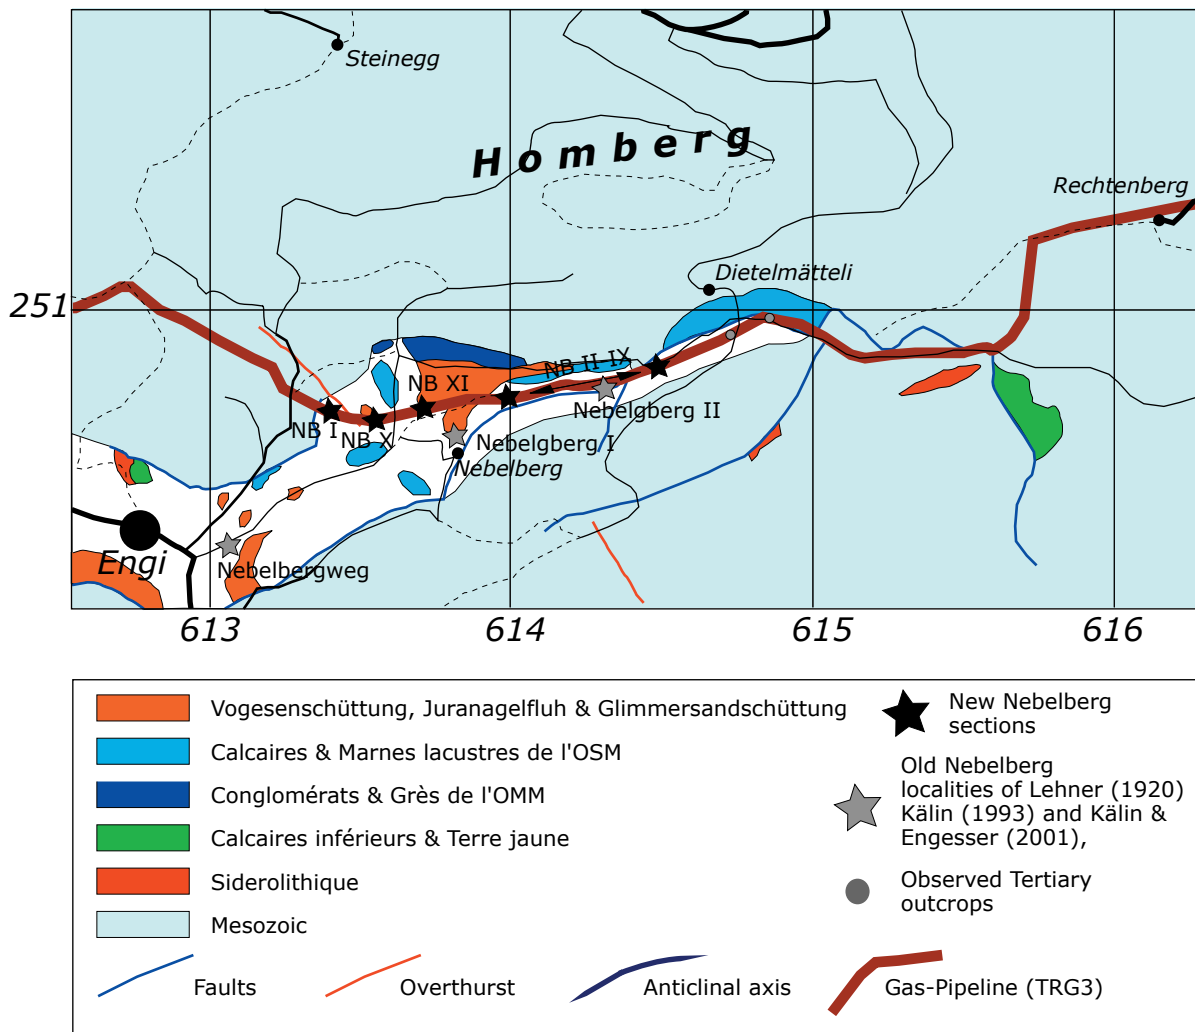 Steinegg
Homberg
Rechtenberg
Dietelmätteli
251
NB II-IX
NB XI
NB I
NB X
Nebelgberg II
Nebelgberg I
Nebelberg
Engi
Nebelbergweg
613
614
615
616
Vogesenschüttung, Juranagelfluh & Glimmersandschüttung
Calcaires & Marnes lacustres de l'OSM
Conglomérats & Grès de l'OMM
Calcaires inférieurs & Terre jaune
Siderolithique
Mesozoic
New Nebelberg
sections
Old Nebelberg
localities of Lehner (1920)
Kälin (1993) and Kälin &
Engesser (2001),
Observed Tertiary
outcrops
Faults
Overthurst
Anticlinal axis
Gas-Pipeline (TRG3)